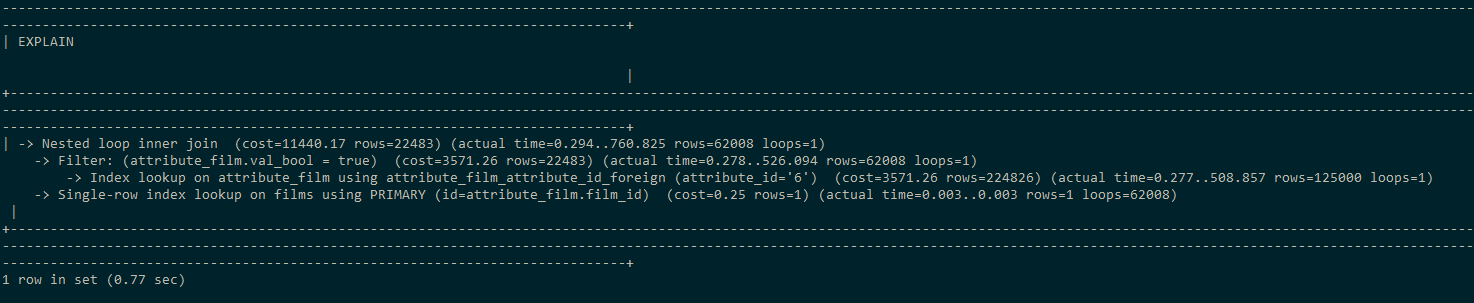 | EXPLAIN
|
| -> Nested loop inner join  (cost=11440.17 rows=22483) (actual time=0.294..760.825 rows=62008 loops=1)
    -> Filter: (attribute_film.val_bool = true)  (cost=3571.26 rows=22483) (actual time=0.278..526.094 rows=62008 loops=1)
        -> Index lookup on attribute_film using attribute_film_attribute_id_foreign (attribute_id='6')  (cost=3571.26 rows=224826) (actual time=0.277..508.857 rows=125000 loops=1)
    -> Single-row index lookup on films using PRIMARY (id=attribute_film.film_id)  (cost=0.25 rows=1) (actual time=0.003..0.003 rows=1 loops=62008)
|
1 row in set (0.77 sec)